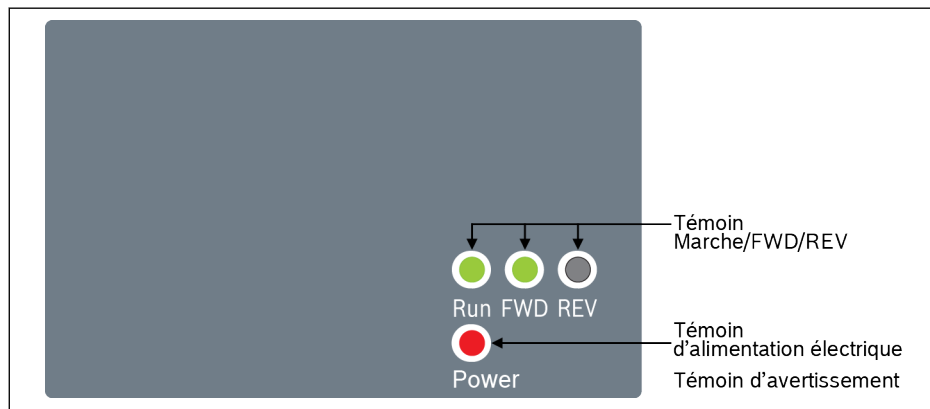 Témoin
Marche/FWD/REV
Run FWD REV
Témoin
d'alimentation électrique
Power
Témoin d'avertissement